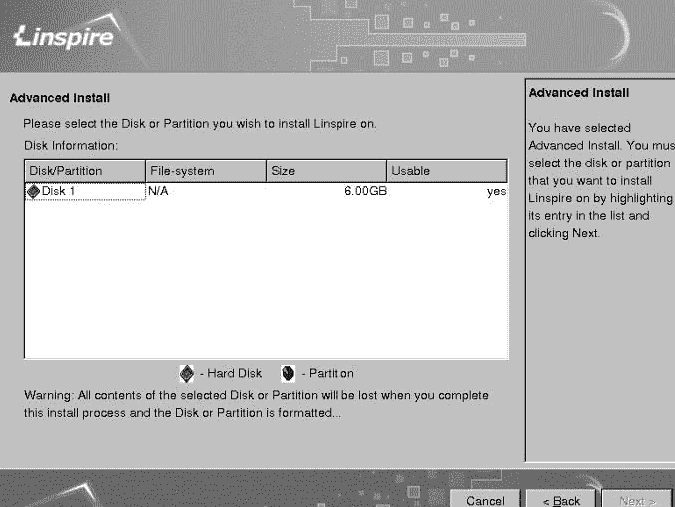 Linspire
Advanced Install
Please select the Disk or Partition you wish to install Linspire on.
Disk Information:
Disk/Partition File-system Size Usable
Disk 1 N/A 6.00GB yes
- Hard Disk - Partit on
Warning: All contents of the selected Disk or Partition will be lost when you complete
this install process and the Disk or Partition is formatted...
Advanced Install
You have selected
Advanced Install. You mus
select the disk or partition
that you want to install
Linspire on by highlighting
its entry in the list and
clicking Next.
Cancel < Back Next >